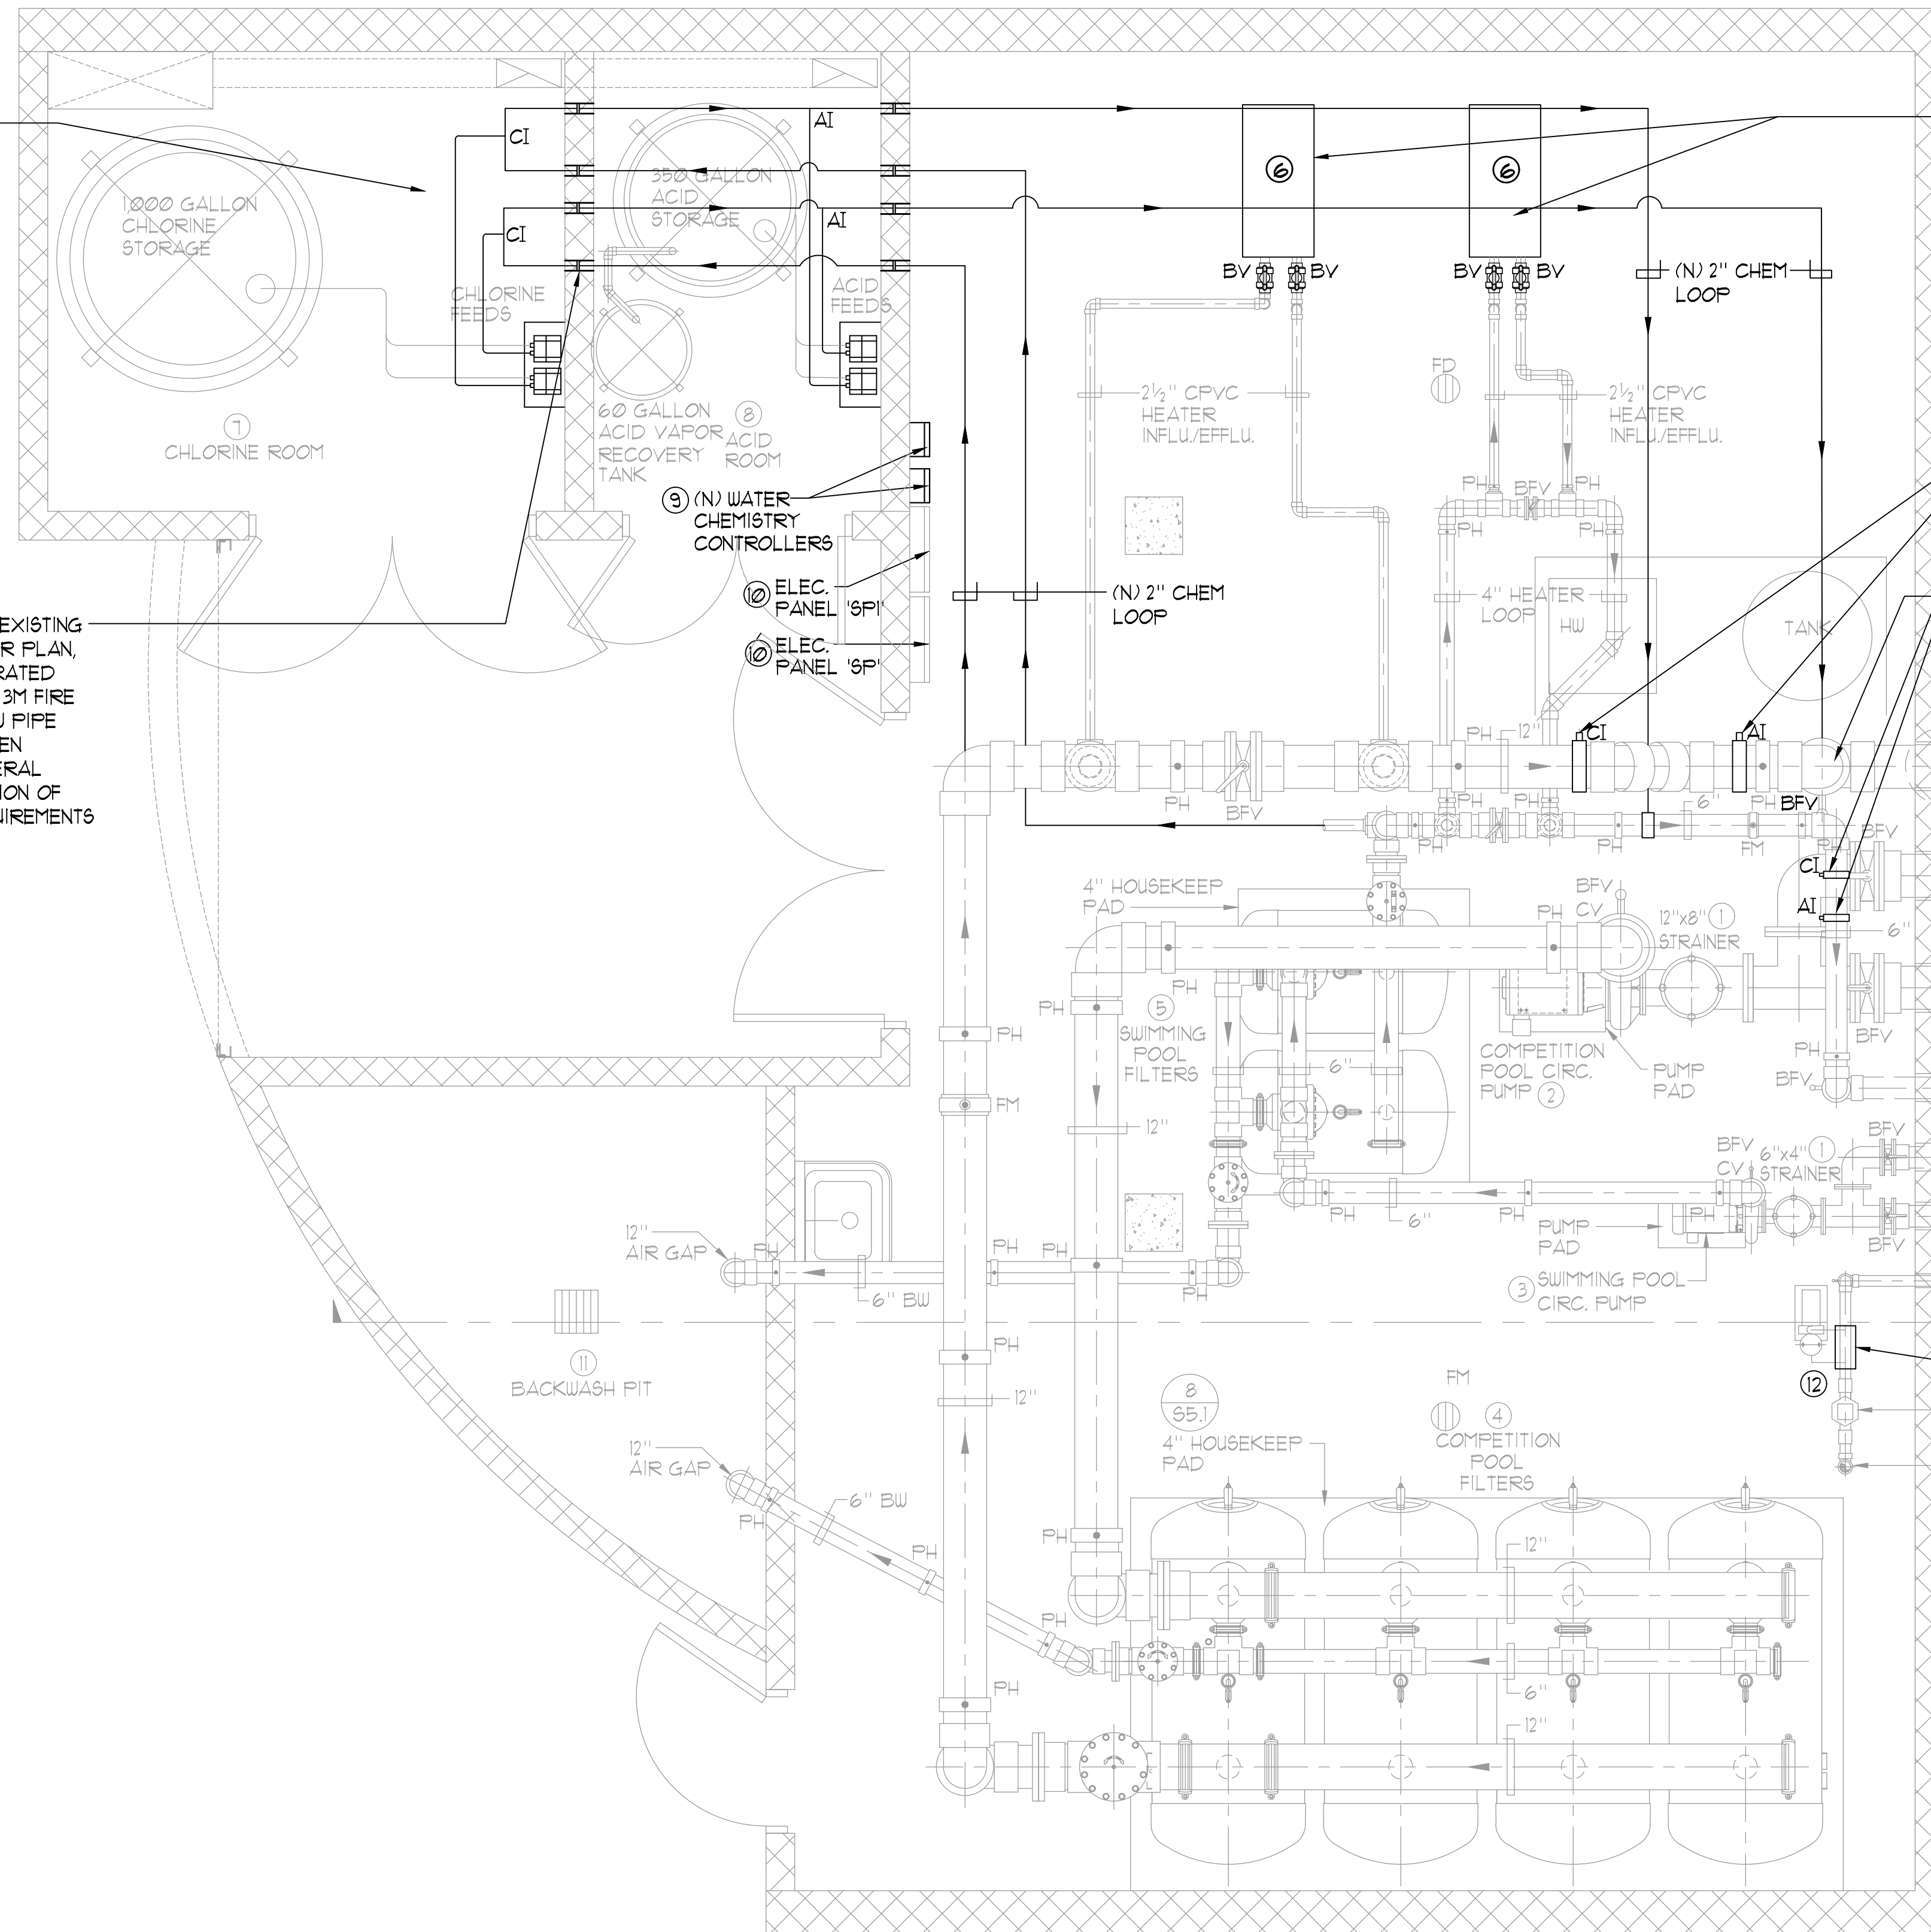 CI
AI
1,000 GALLON
CHLORINE
STORAGE
350 GALLON
ACID
STORAGE
CI
AI
6
6
BV
BV
BV
BV
(N) 2" CHEM
LOOP
CHLORINE
FEEDS
ACID
FEEDS
7
CHLORINE ROOM
60 GALLON
ACID VAPOR
RECOVERY
TANK
8
ACID
ROOM
2½" CPVC
HEATER
INFLU./EFFLU.
FD
2½" CPVC
HEATER
INFLU./EFFLU.
9 (N) WATER
CHEMISTRY
CONTROLLERS
PH
BFV
PH
PH
PH
10 ELEC.
PANEL 'SP1'
10 ELEC.
PANEL 'SP'
(N) 2" CHEM
LOOP
4" HEATER
LOOP
HW
TANK
EXISTING
R PLAN,
RATED
3M FIRE
U PIPE
EN
ERAL
ION OF
UIREMENTS
PH
12"
CI
AI
PH
BFV
PH
PH
6"
PH
BFV
PH
PH
FM
PH
BFV
CI
AI
6"
4" HOUSEKEEP
PAD
BFV
CV
PH
12"x8" 1
STRAINER
PH
PH
PH
5
SWIMMING
POOL
FILTERS
6"
COMPETITION
POOL CIRC.
PUMP 2
PUMP
PAD
BFV
PH
BFV
FM
12"
BFV
CV
6"x4" 1
STRAINER
BFV
BFV
PH
6"
PH
PH
PUMP
PAD
12"
AIR GAP
PH
PH
PH
PH
6" BW
3 SWIMMING POOL
CIRC. PUMP
11
BACKWASH PIT
PH
12"
12
8
S5.1
FM
4
COMPETITION
POOL
FILTERS
4" HOUSEKEEP
PAD
12"
AIR GAP
6" BW
PH
PH
PH
12"
PH
PH
6"
12"